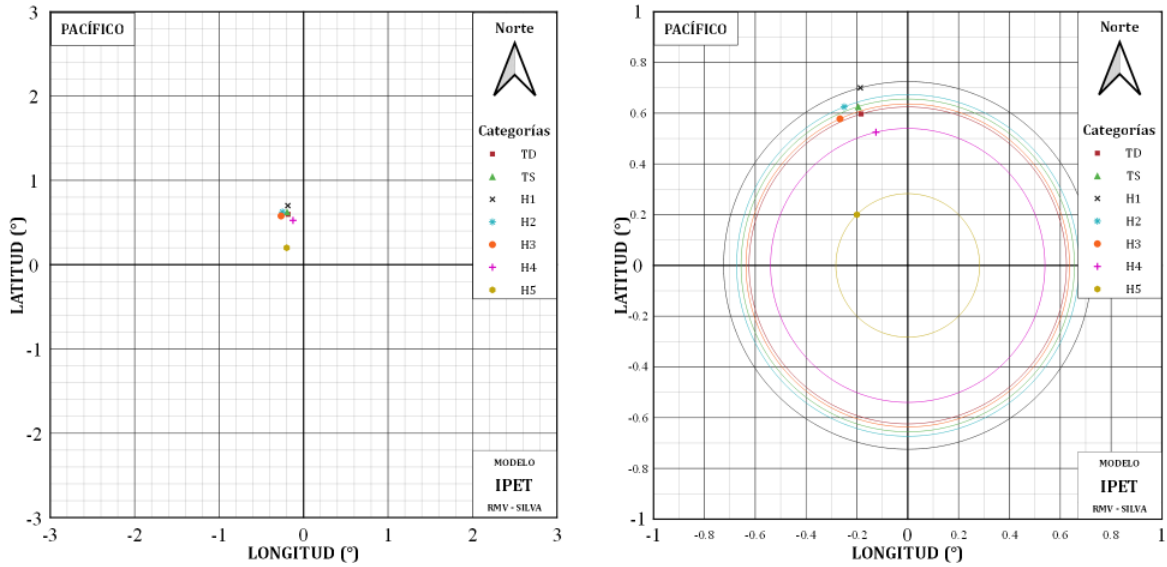 PACÍFICO
Norte
Categorías
TD
TS
H1
H2
H3
H4
H5
MODELO
IPET
RMV - SILVA
3
2
1
0
-1
-2
-3
-3
-2
-1
0
1
2
3
LATITUD (°)
LONGITUD (°)
PACÍFICO
Norte
Categorías
TD
TS
H1
H2
H3
H4
H5
MODELO
IPET
RMV - SILVA
1
0.8
0.6
0.4
0.2
0
-0.2
-0.4
-0.6
-0.8
-1
-1
-0.8
-0.6
-0.4
-0.2
0
0.2
0.4
0.6
0.8
1
LATITUD (°)
LONGITUD (°)